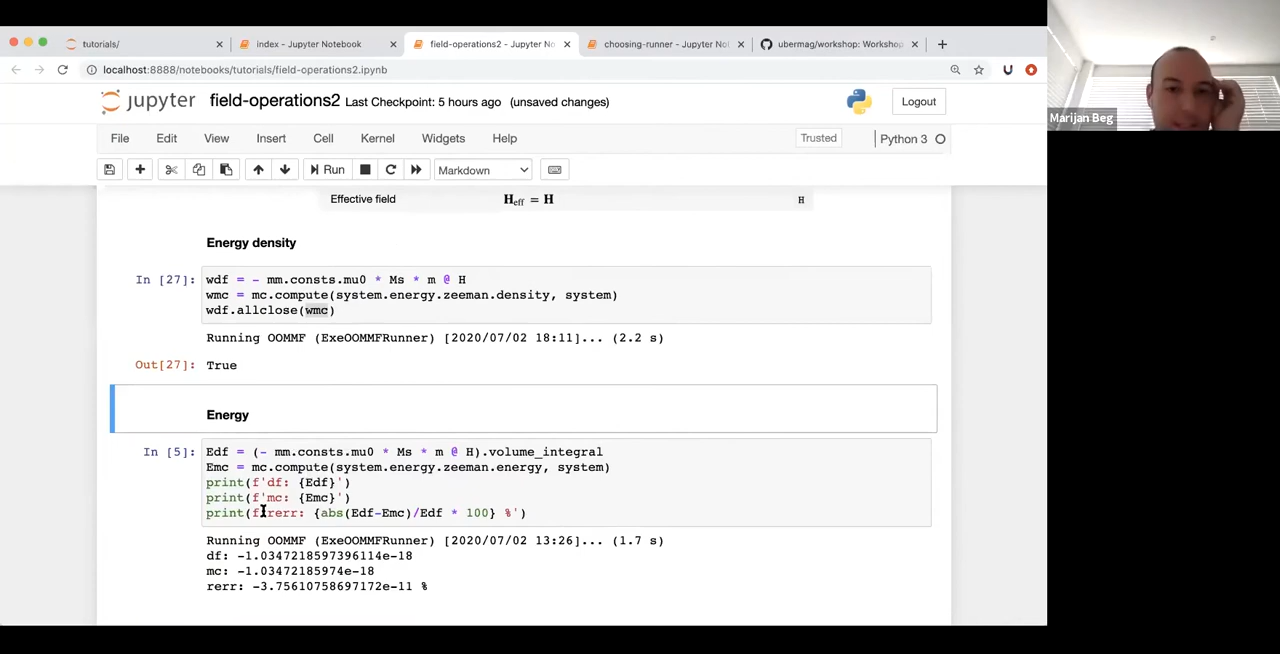 tutorials/
index - Jupyter Notebook
field-operations2 - Jupyter No
choosing-runner - Jupyter Not
ubermag/workshop: Workshop
localhost:8888/notebooks/tutorials/field-operations2.ipynb
jupyter field-operations2 Last Checkpoint: 5 hours ago (unsaved changes)
Logout
File Edit View Insert Cell Kernel Widgets Help
Trusted
Python 3
Run
Markdown
Effective field
Heff = H
H
Energy density
In [27]: wdf = - mm.consts.mu0 * Ms * m @ H
wmc = mc.compute(system.energy.zeeman.density, system)
wdf.allclose(wmc)
Running OOMMF (ExeOOMMFRunner) [2020/07/02 18:11]... (2.2 s)
Out[27]: True
Energy
In [5]: Edf = (- mm.consts.mu0 * Ms * m @ H).volume_integral
Emc = mc.compute(system.energy.zeeman.energy, system)
print(f'df: {Edf}')
print(f'mc: {Emc}')
print(f'rerr: {abs(Edf-Emc)/Edf * 100} %')
Running OOMMF (ExeOOMMFRunner) [2020/07/02 13:26]... (1.7 s)
df: -1.0347218597396114e-18
mc: -1.03472185974e-18
rerr: -3.75610758697172e-11 %
Marijan Beg